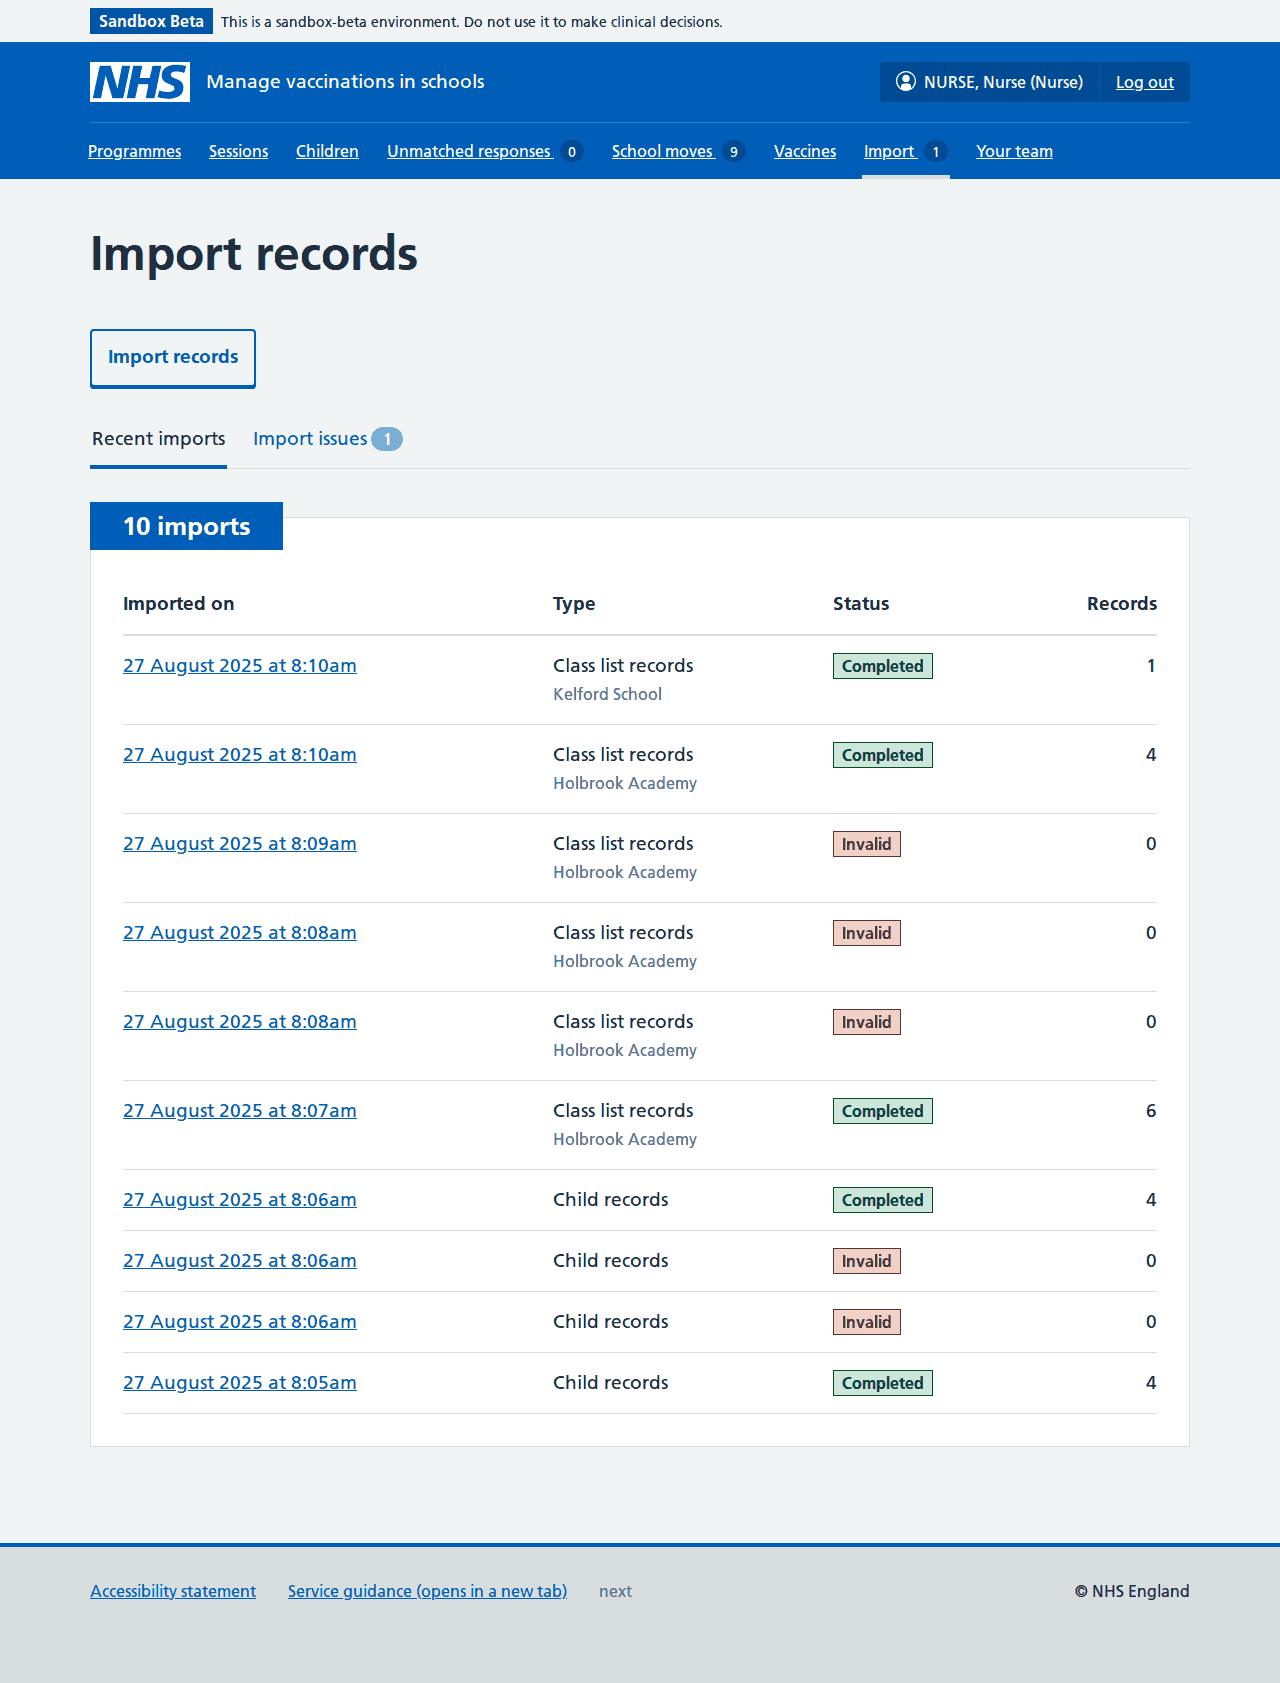 Sandbox Beta This is a sandbox-beta environment. Do not use it to make clinical decisions.
NHS Manage vaccinations in schools NURSE, Nurse (Nurse) Log out
Programmes Sessions Children Unmatched responses 0 School moves 9 Vaccines Import 1 Your team
Import records
Import records
Recent imports Import issues 1
10 imports
Imported on Type Status Records
27 August 2025 at 8:10am Class list records Completed 1
Kelford School
27 August 2025 at 8:10am Class list records Completed 4
Holbrook Academy
27 August 2025 at 8:09am Class list records Invalid 0
Holbrook Academy
27 August 2025 at 8:08am Class list records Invalid 0
Holbrook Academy
27 August 2025 at 8:08am Class list records Invalid 0
Holbrook Academy
27 August 2025 at 8:07am Class list records Completed 6
Holbrook Academy
27 August 2025 at 8:06am Child records Completed 4
27 August 2025 at 8:06am Child records Invalid 0
27 August 2025 at 8:06am Child records Invalid 0
27 August 2025 at 8:05am Child records Completed 4
Accessibility statement Service guidance (opens in a new tab) next © NHS England